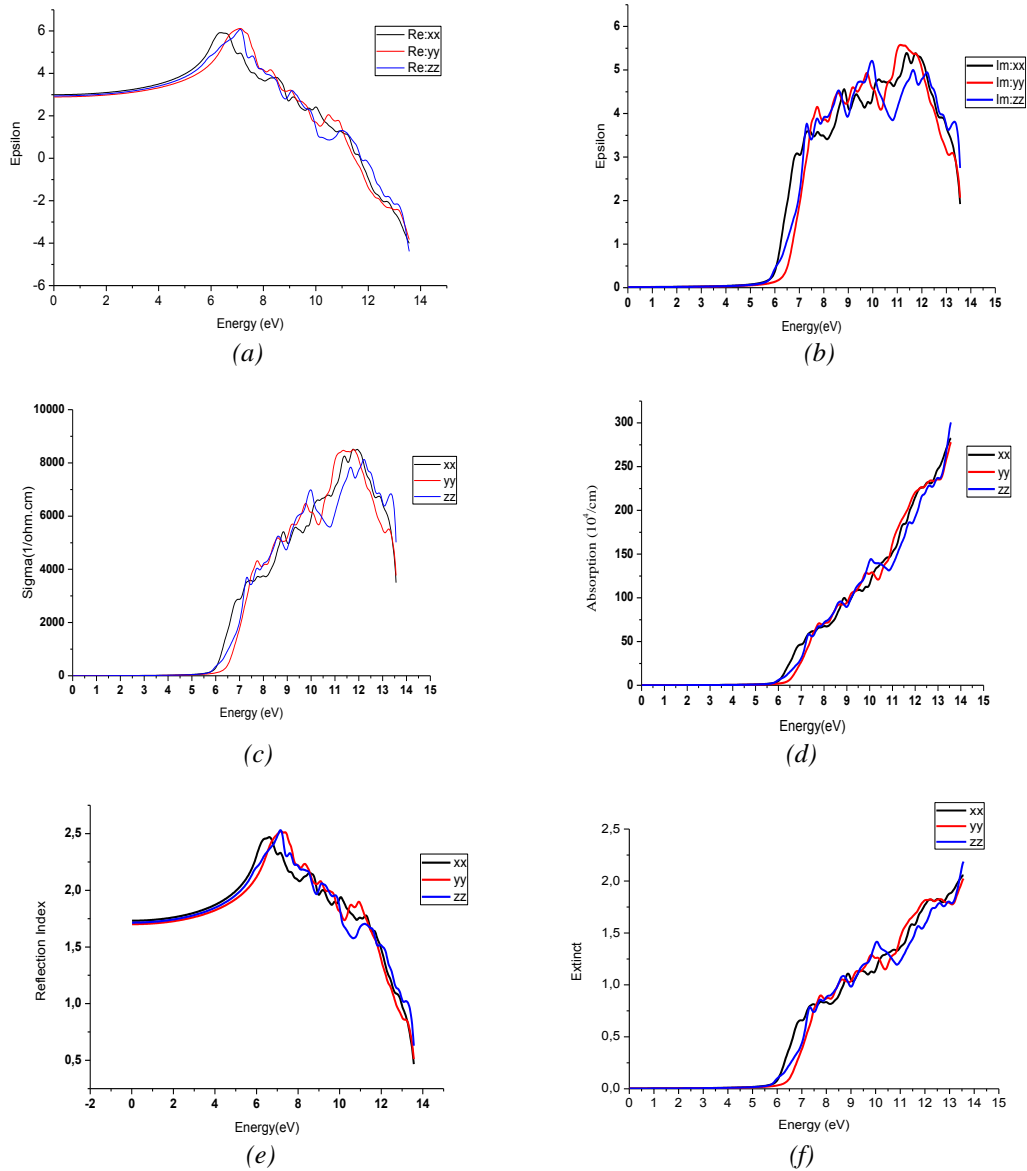 6
4
2
0
-2
-4
-6
0 2 4 6 8 10 12 14
Epsilon
Energy (eV)
Re:xx
Re:yy
Re:zz
(a)
6
5
4
3
2
1
0
0 1 2 3 4 5 6 7 8 9 10 11 12 13 14 15
Epsilon
Energy(eV)
Im:xx
Im:yy
Im:zz
(b)
10000
8000
6000
4000
2000
0
0 1 2 3 4 5 6 7 8 9 10 11 12 13 14 15
Sigma(1/ohm.cm)
Energy (eV)
xx
yy
zz
(c)
300
250
200
150
100
50
0
0 1 2 3 4 5 6 7 8 9 10 11 12 13 14 15
Absorption (10^4/cm)
Energy(eV)
xx
yy
zz
(d)
2,5
2,0
1,5
1,0
0,5
-2 0 2 4 6 8 10 12 14
Reflection Index
Energy(eV)
xx
yy
zz
(e)
2,5
2,0
1,5
1,0
0,5
0,0
0 1 2 3 4 5 6 7 8 9 10 11 12 13 14 15
Extinct
Energy (eV)
xx
yy
zz
(f)